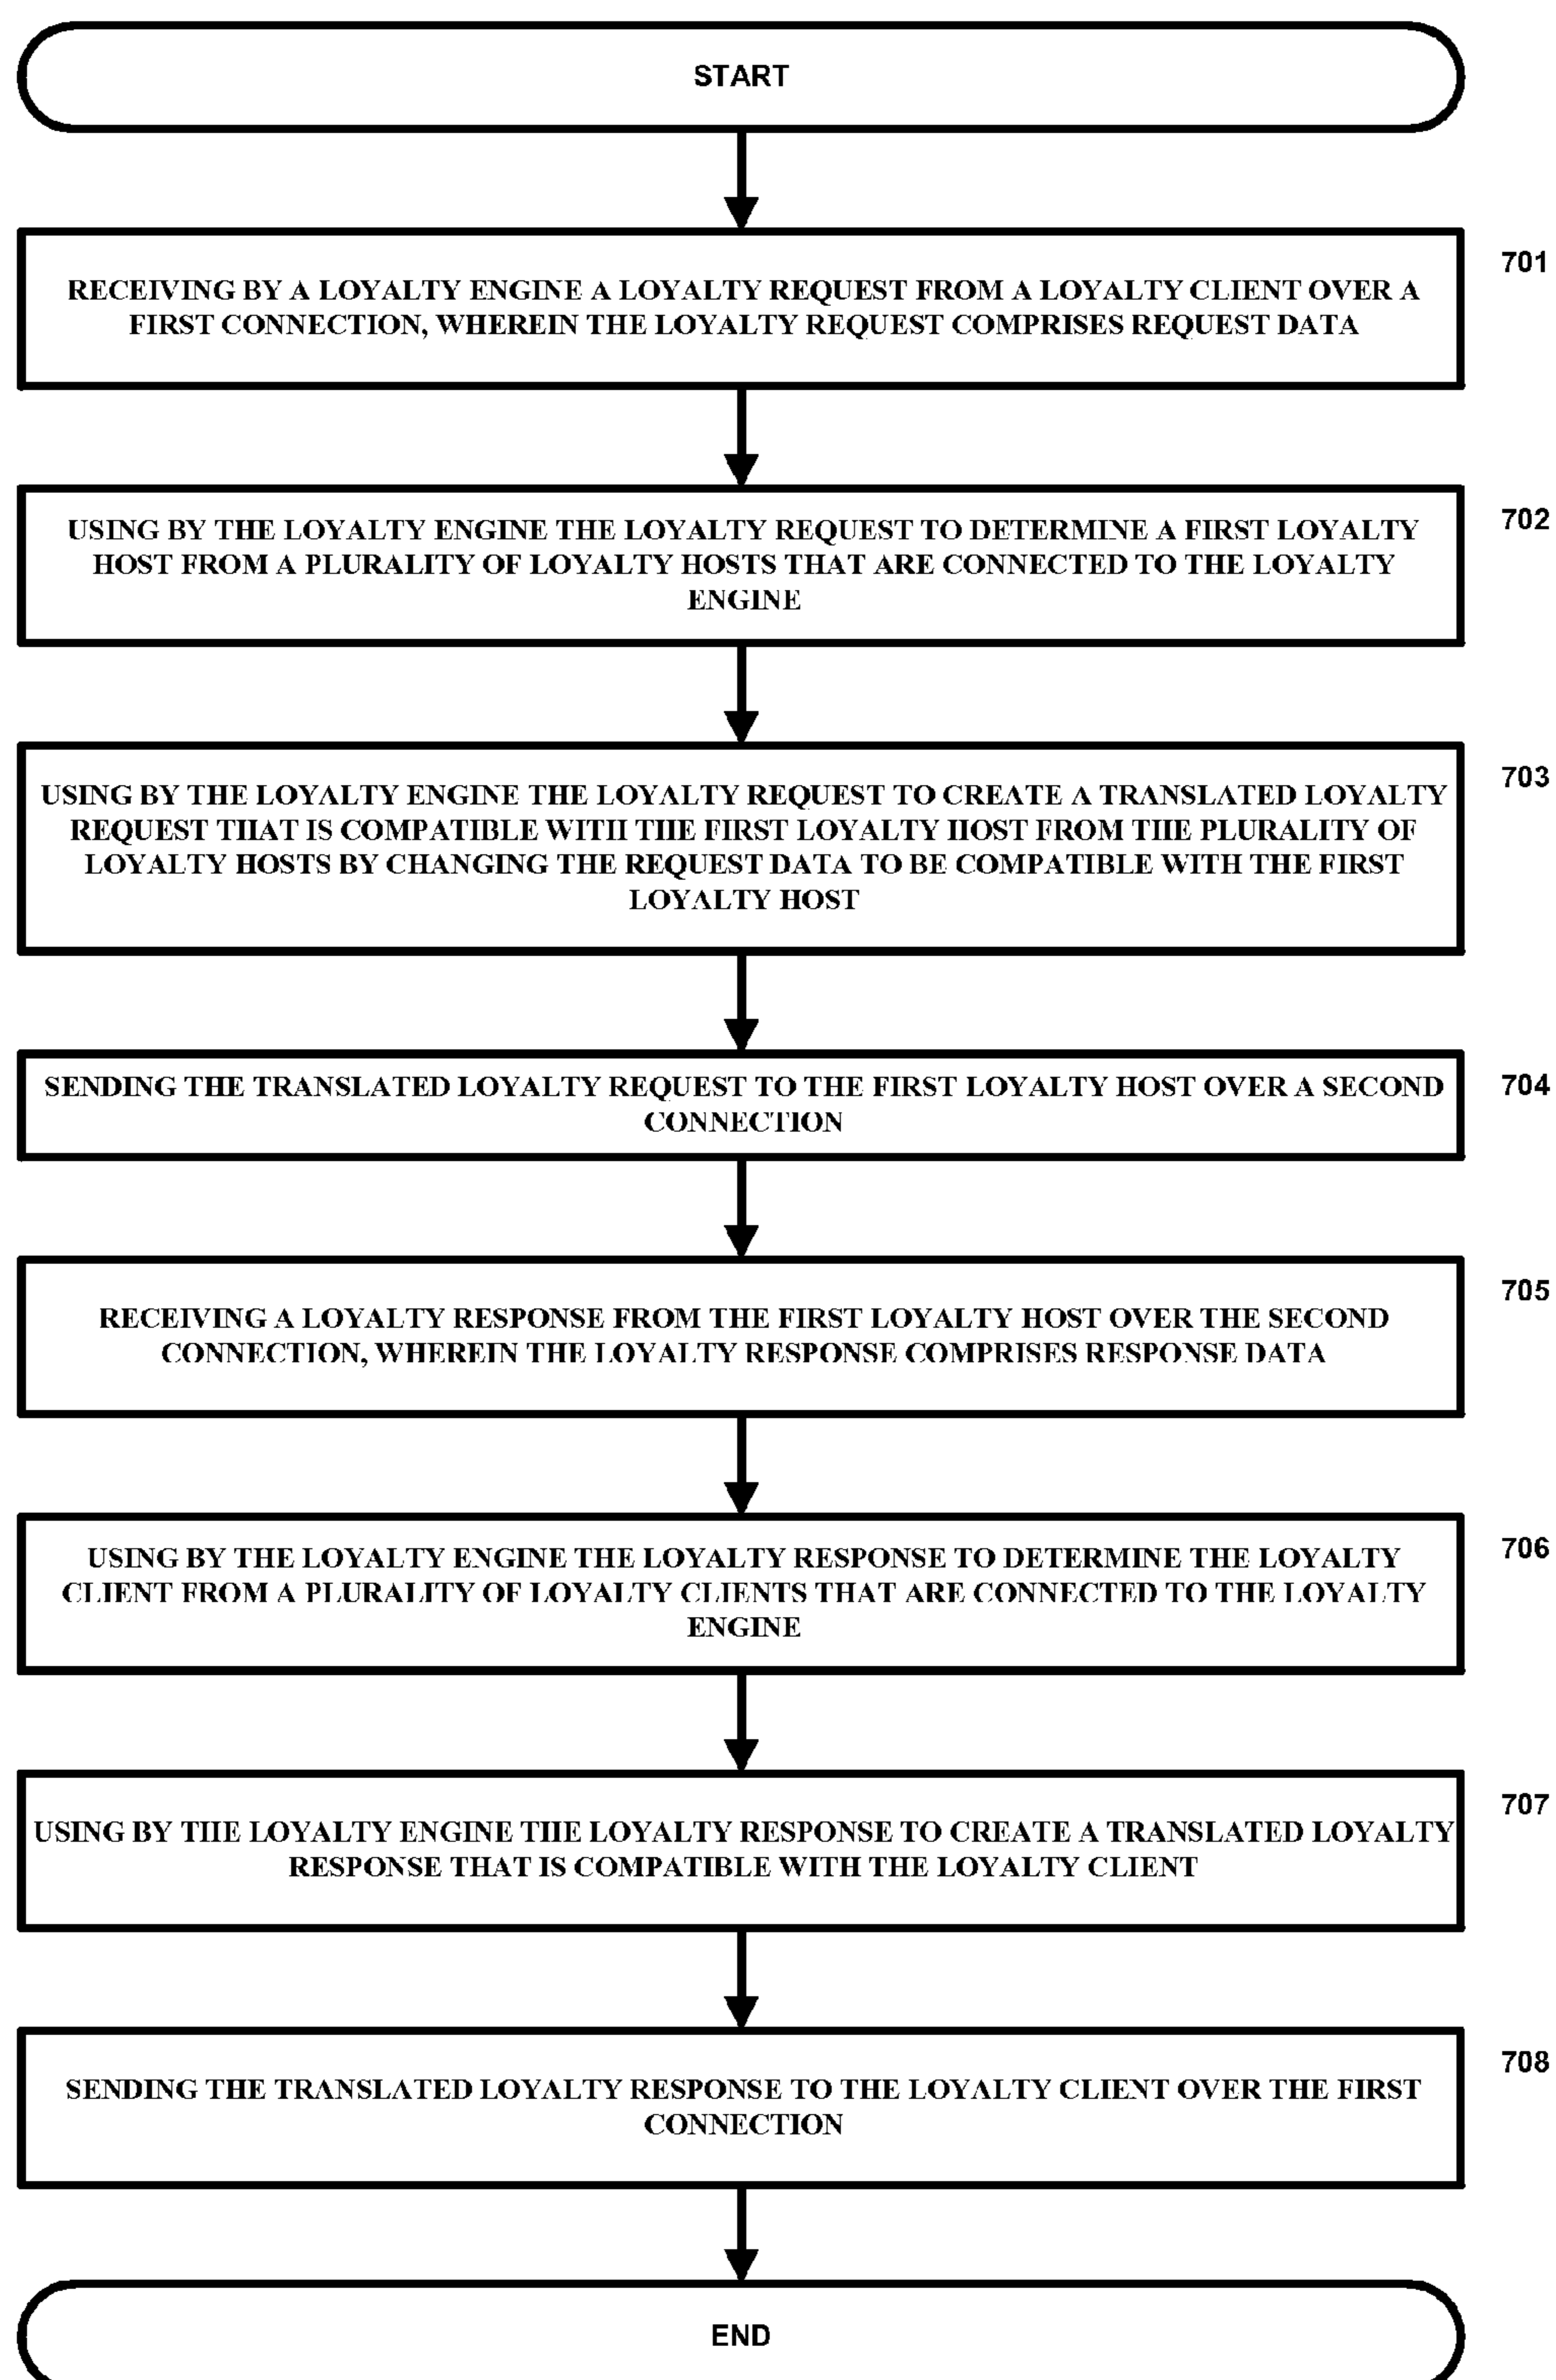 START
701
RECEIVING BY A LOYALTY ENGINE A LOYALTY REQUEST FROM A LOYALTY CLIENT OVER A
FIRST CONNECTION, WHEREIN THE LOYALTY REQUEST COMPRISES REQUEST DATA
702
USING BY THE LOYALTY ENGINE THE LOYALTY REQUEST TO DETERMINE A FIRST LOYALTY
HOST FROM A PLURALITY OF LOYALTY HOSTS THAT ARE CONNECTED TO THE LOYALTY
ENGINE
703
USING BY THE LOYALTY ENGINE THE LOYALTY REQUEST TO CREATE A TRANSLATED LOYALTY
REQUEST THAT IS COMPATIBLE WITH THE FIRST LOYALTY HOST FROM THE PLURALITY OF
LOYALTY HOSTS BY CHANGING THE REQUEST DATA TO BE COMPATIBLE WITH THE FIRST
LOYALTY HOST
704
SENDING THE TRANSLATED LOYALTY REQUEST TO THE FIRST LOYALTY HOST OVER A SECOND
CONNECTION
705
RECEIVING A LOYALTY RESPONSE FROM THE FIRST LOYALTY HOST OVER THE SECOND
CONNECTION, WHEREIN THE LOYALTY RESPONSE COMPRISES RESPONSE DATA
706
USING BY THE LOYALTY ENGINE THE LOYALTY RESPONSE TO DETERMINE THE LOYALTY
CLIENT FROM A PLURALITY OF LOYALTY CLIENTS THAT ARE CONNECTED TO THE LOYALTY
ENGINE
707
USING BY THE LOYALTY ENGINE THE LOYALTY RESPONSE TO CREATE A TRANSLATED LOYALTY
RESPONSE THAT IS COMPATIBLE WITH THE LOYALTY CLIENT
708
SENDING THE TRANSLATED LOYALTY RESPONSE TO THE LOYALTY CLIENT OVER THE FIRST
CONNECTION
END